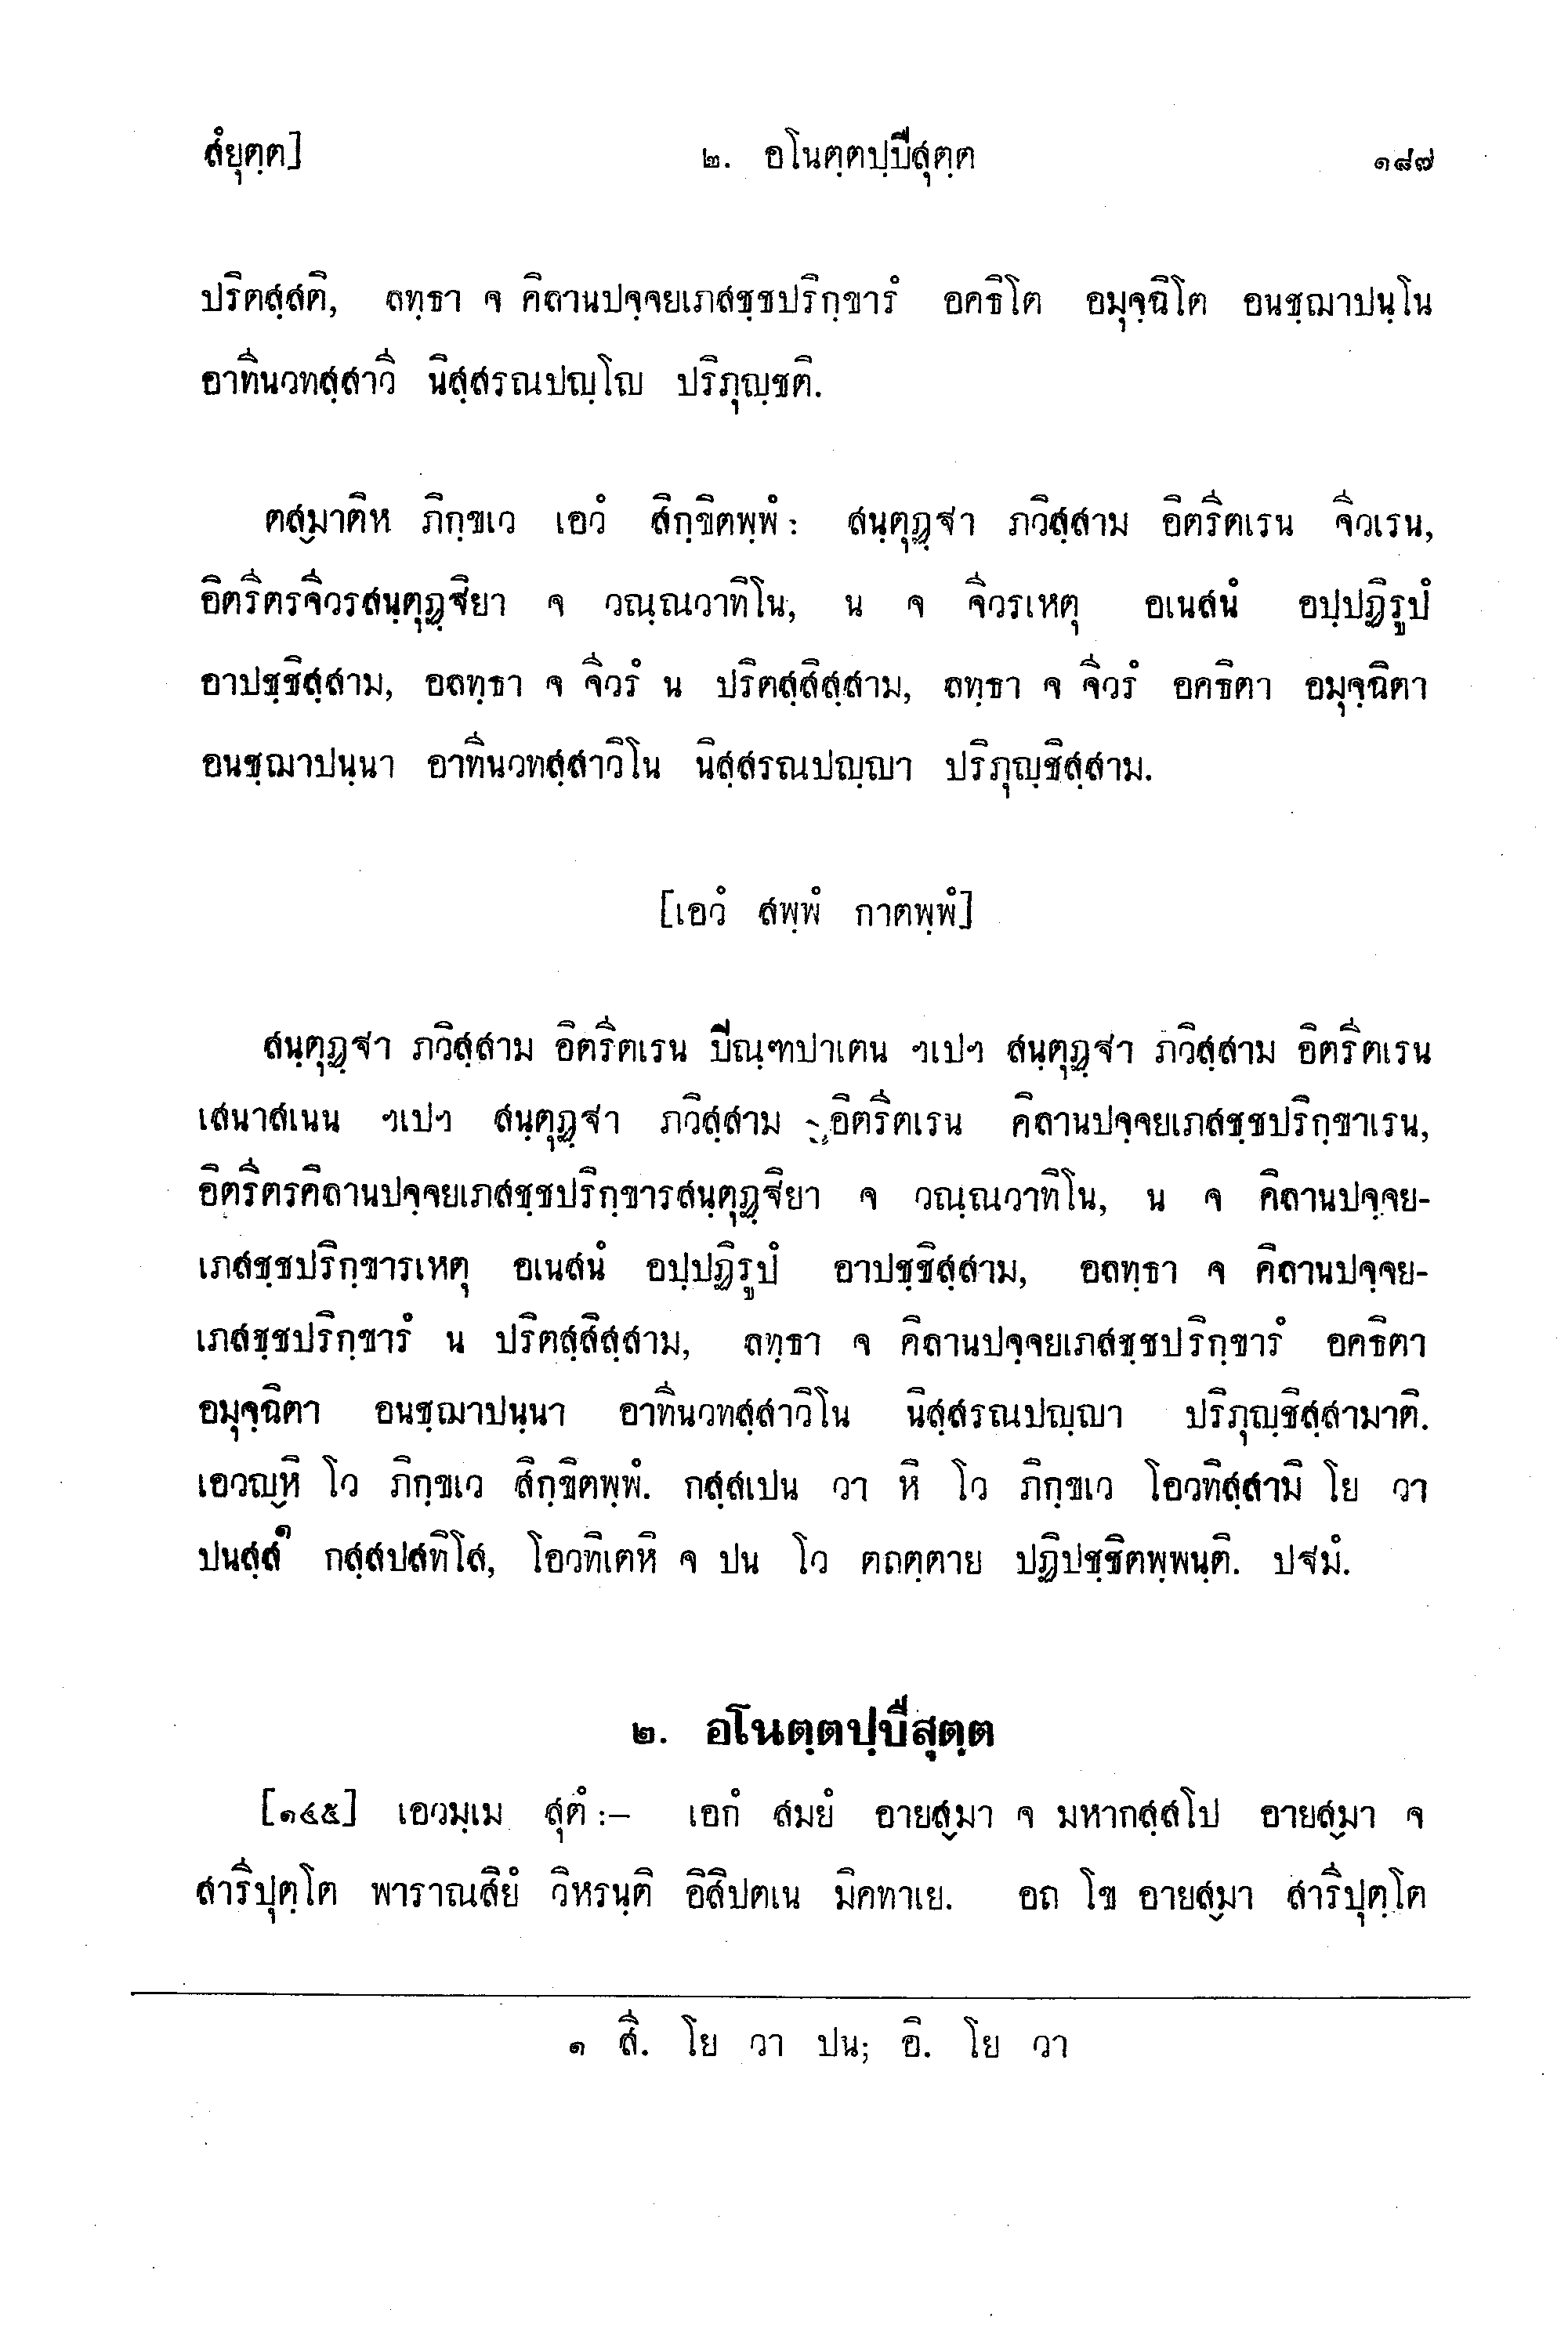 สํยุตฺต]
๒. อโนตฺตปฺปีสุตฺต
๑๘๗
ปริตสฺสติ, ลทฺธา จ คิลานปจฺจยเภสชฺชปริกฺขารํ อคธิโต อมุจฺฉิโต อนชฺฌาปนฺโน
อาทีนวทสฺสาวี นิสฺสรณปญฺโญ ปริภุญฺชติ.
ตสฺมาติห ภิกฺขเว เอวํ สิกฺขิตพฺพํ: สนฺตุฏฺฐา ภวิสฺสาม อิตรีตเรน จีวเรน,
อิตรีตรจีวรสนฺตุฏฺฐิยา จ วณฺณวาทิโน, น จ จีวรเหตุ อเนสนํ อปฺปฏิรูปํ
อาปชฺชิสฺสาม, อลทฺธา จ จีวรํ น ปริตสฺสิสฺสาม, ลทฺธา จ จีวรํ อคธิตา อมุจฺฉิตา
อนชฺฌาปนฺนา อาทีนวทสฺสาวิโน นิสฺสรณปญฺญา ปริภุญฺชิสฺสาม.
[เอวํ สพฺพํ กาตพฺพํ]
สนฺตุฏฺฐา ภวิสฺสาม อิตรีตเรน ปิณฺฑปาเตน ฯเปฯ สนฺตุฏฺฐา ภวิสฺสาม อิตรีตเรน
เสนาสเนน ฯเปฯ สนฺตุฏฺฐา ภวิสฺสาม อิตรีตเรน คิลานปจฺจยเภสชฺชปริกฺขาเรน,
อิตรีตรคิลานปจฺจยเภสชฺชปริกฺขารสนฺตุฏฺฐิยา จ วณฺณวาทิโน, น จ คิลานปจฺจย-
เภสชฺชปริกฺขารเหตุ อเนสนํ อปฺปฏิรูปํ อาปชฺชิสฺสาม, อลทฺธา จ คิลานปจฺจย-
เภสชฺชปริกฺขารํ น ปริตสฺสิสฺสาม, ลทฺธา จ คิลานปจฺจยเภสชฺชปริกฺขารํ อคธิตา
อมุจฺฉิตา อนชฺฌาปนฺนา อาทีนวทสฺสาวิโน นิสฺสรณปญฺญา ปริภุญฺชิสฺสามาติ.
เอวญฺหิ โว ภิกฺขเว สิกฺขิตพฺพํ. กสฺสเปน วา หิ โว ภิกฺขเว โอวทิสฺสามิ โย วา
ปนสฺส๑ กสฺสปสทิโส, โอวทิเตหิ จ ปน โว ตถตฺตาย ปฏิปชฺชิตพฺพนฺติ. ปฐมํ.
๒. อโนตฺตปฺปีสุตฺต
[๑๔๕] เอวมฺเม สุตํ:– เอกํ สมยํ อายสฺมา จ มหากสฺสโป อายสฺมา จ
สารีปุตฺโต พาราณสิยํ วิหรนฺติ อิสิปตเน มิคทาเย. อถ โข อายสฺมา สารีปุตฺโต
๑ สี. โย วา ปน; อิ. โย วา